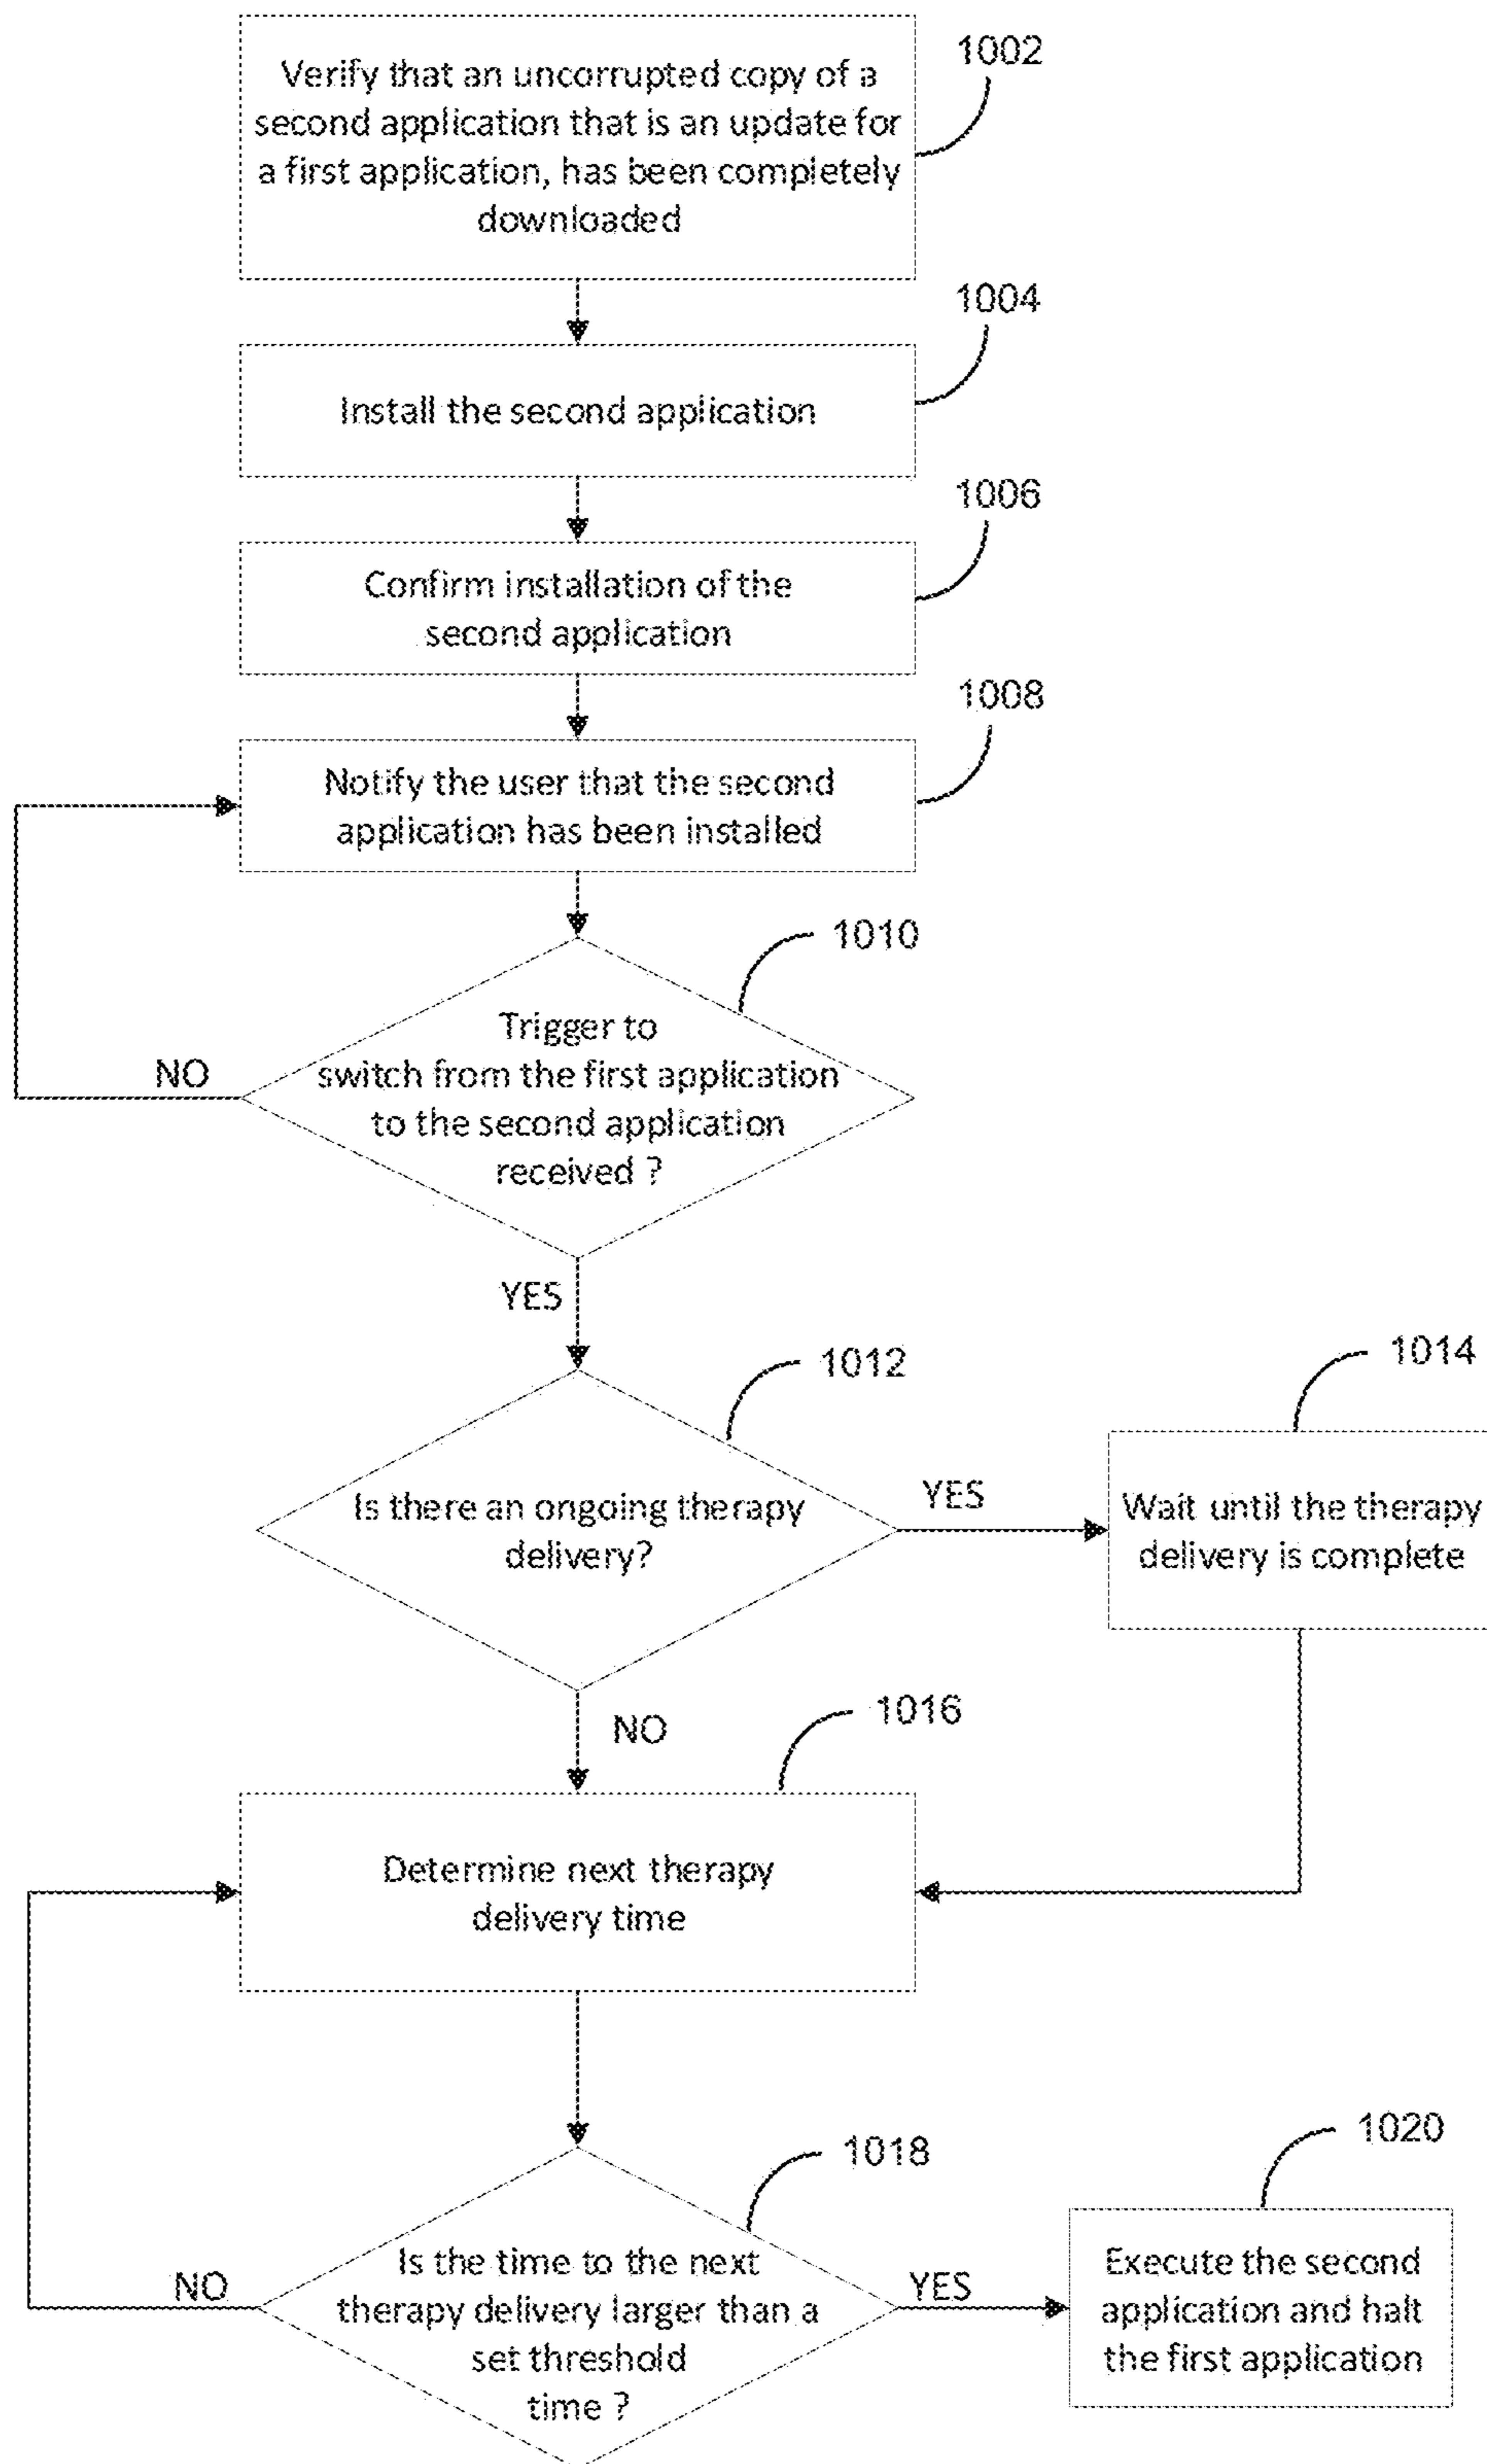 Verify that an uncorrupted copy of a
second application that is an update for
a first application, has been completely
downloaded
1002
Install the second application
1004
Confirm installation of the
second application
1006
Notify the user that the second
application has been installed
1008
Trigger to
switch from the first application
to the second application
received ?
1010
NO
YES
Is there an ongoing therapy
delivery?
1012
YES
Wait until the therapy
delivery is complete
1014
NO
Determine next therapy
delivery time
1016
Is the time to the next
therapy delivery larger than a
set threshold
time ?
1018
NO
YES
Execute the second
application and halt
the first application
1020